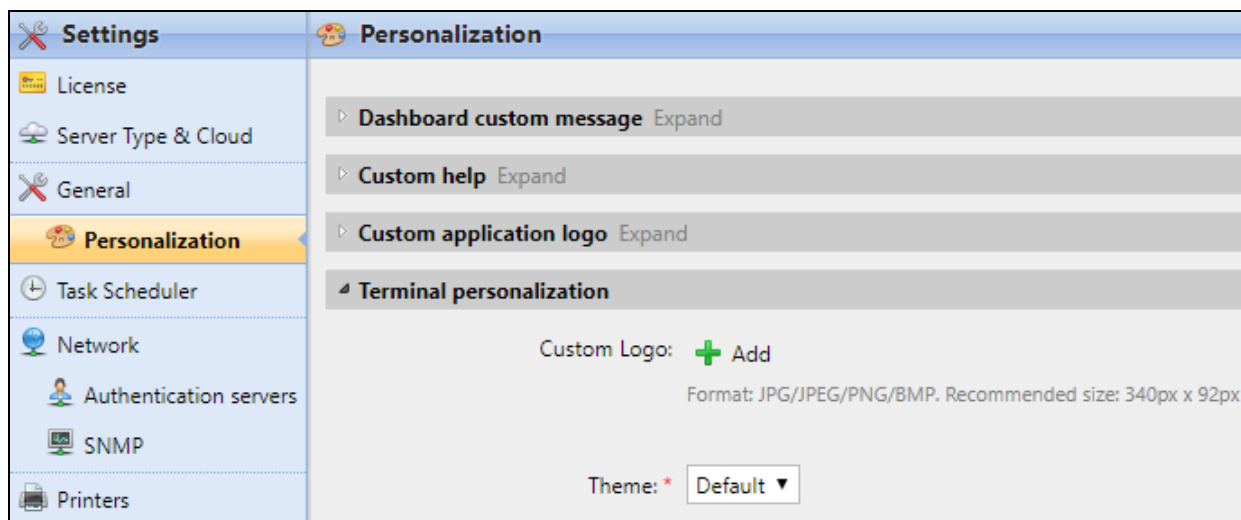 Settings
License
Server Type & Cloud
General
Personalization
Task Scheduler
Network
Authentication servers
SNMP
Printers
Personalization
Dashboard custom message Expand
Custom help Expand
Custom application logo Expand
Terminal personalization
Custom Logo: Add
Format: JPG/JPEG/PNG/BMP. Recommended size: 340px x 92px
Theme: * Default